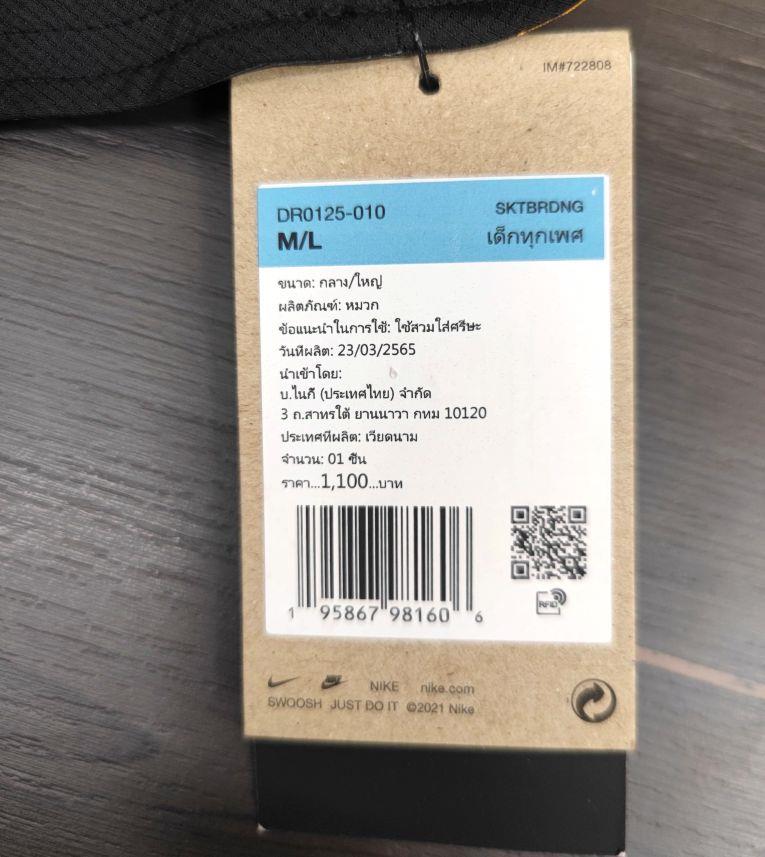 IM#722808
DR0125-010 SKTBRDNG
M/L เด็กทุกเพศ
ขนาด: กลาง/ใหญ่
ผลิตภัณฑ์: หมวก
ข้อแนะนำในการใช้: ใช้สวมใส่ศรีษะ
วันที่ผลิต: 23/03/2565
นำเข้าโดย:
บ.ไนกี้ (ประเทศไทย) จำกัด
3 ถ.สาทรใต้ ยานนาวา กทม 10120
ประเทศที่ผลิต: เวียดนาม
จำนวน: 01 ชิ้น
ราคา...1,100...บาท
1 95867 98160 6
RFID
NIKE nike.com
SWOOSH JUST DO IT ©2021 Nike